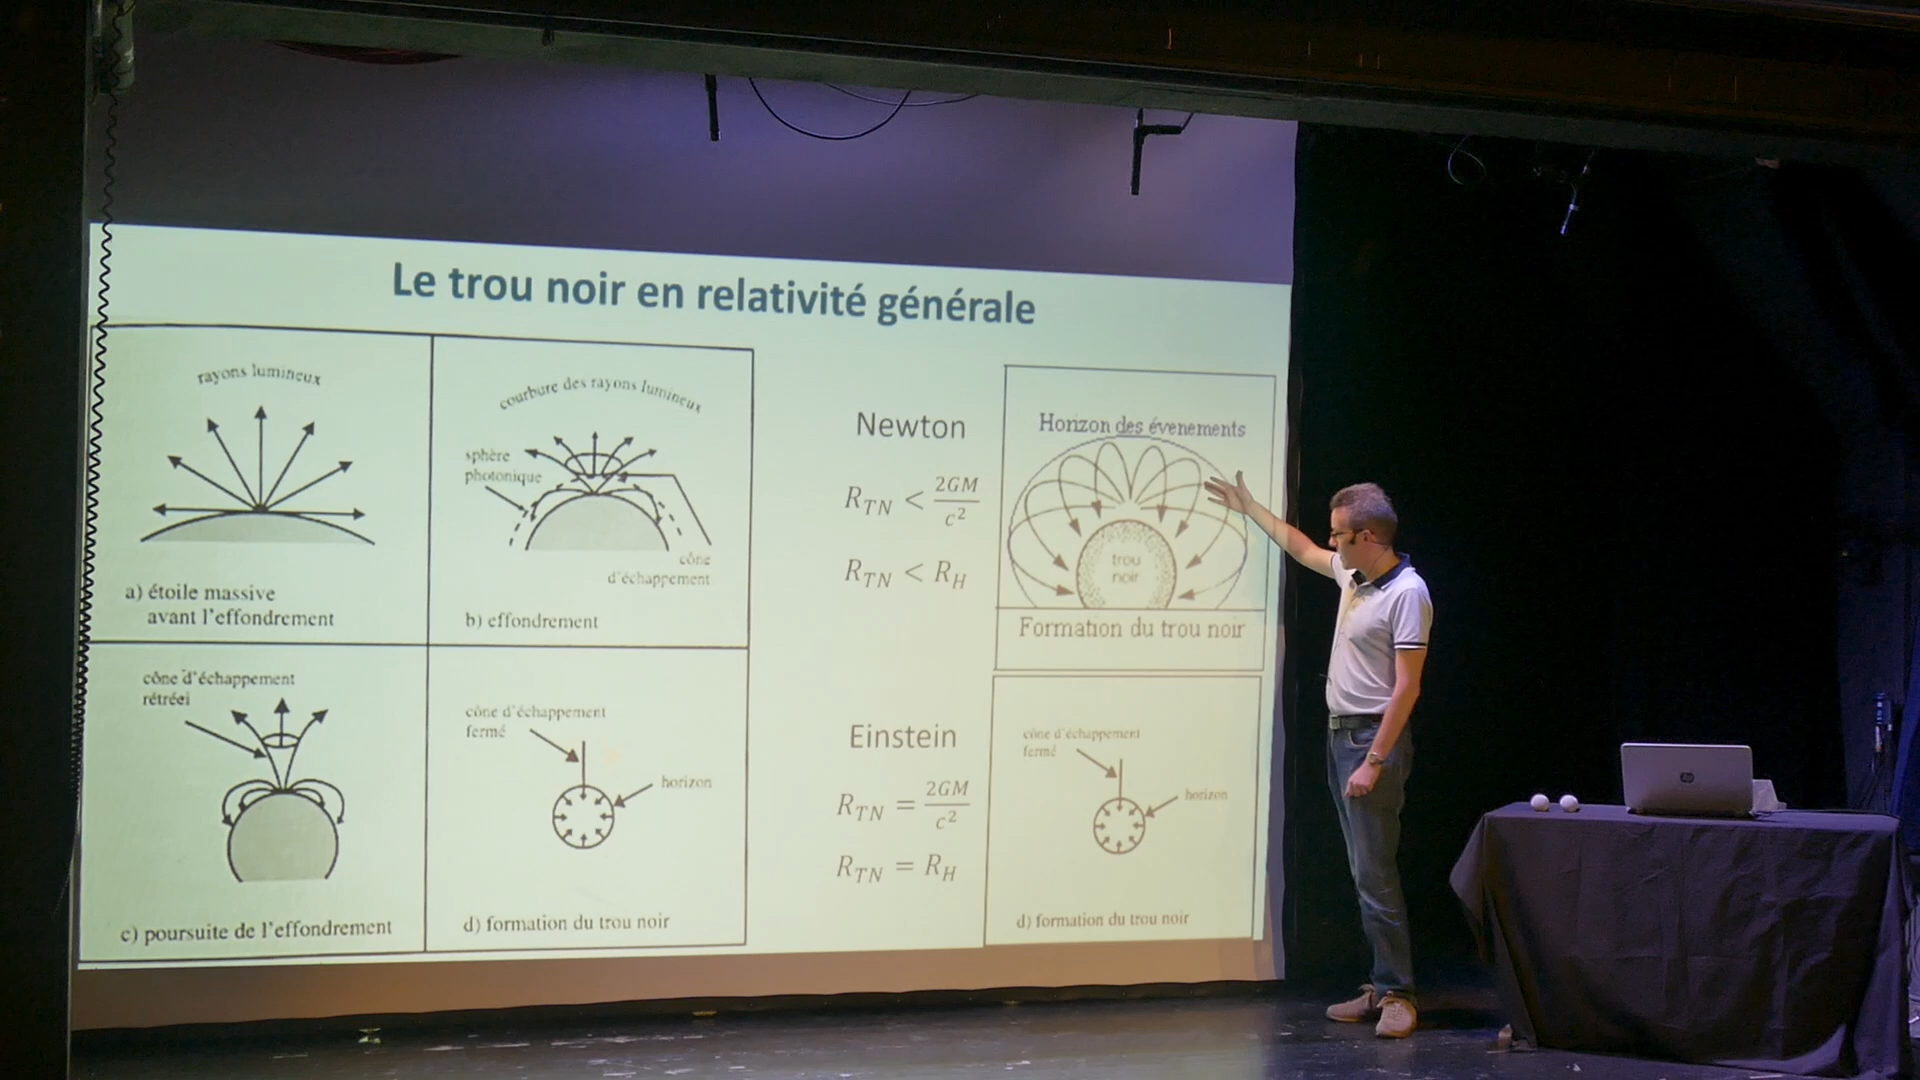 Le trou noir en relativité générale
rayons lumineux
a) étoile massive
avant l'effondrement
courbure des rayons lumineux
sphère
photonique
cône
d'échappement
b) effondrement
cône d'échappement
rétréci
c) poursuite de l'effondrement
cône d'échappement
fermé
horizon
d) formation du trou noir
Newton
R_TN < 2GM/c²
R_TN < R_H
Einstein
R_TN = 2GM/c²
R_TN = R_H
Horizon des évenements
trou
noir
Formation du trou noir
cône d'échappement
fermé
horizon
d) formation du trou noir
hp